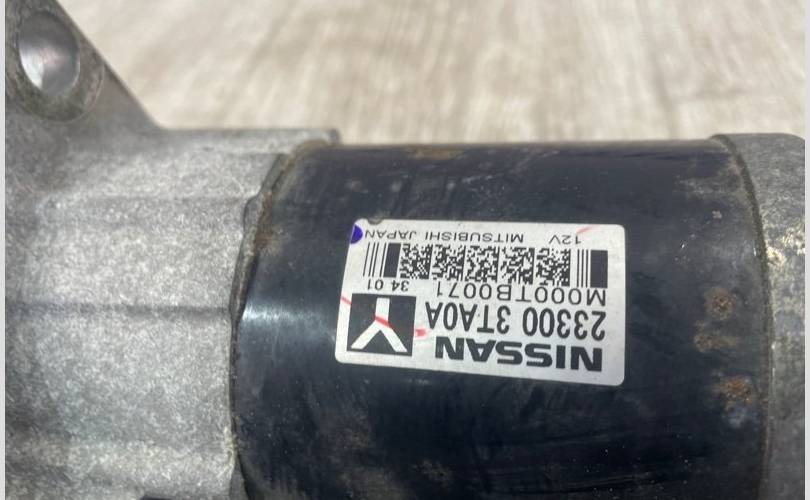 NISSAN
23300 3TA0A
M000TB0071
34 01
12V MITSUBISHI JAPAN